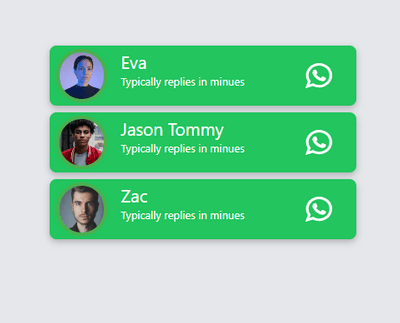 Eva
Typically replies in minues
Jason Tommy
Typically replies in minues
Zac
Typically replies in minues